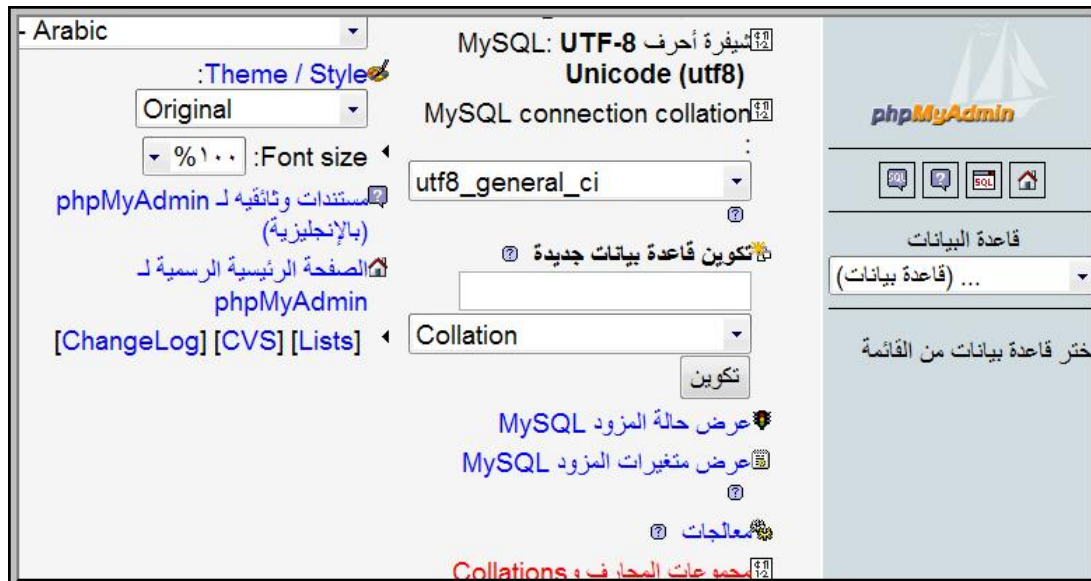 phpMyAdmin
SQL
قاعدة البيانات
(قاعدة بيانات) ...
ختر قاعدة بيانات من القائمة
شيفرة أحرف MySQL: UTF-8
Unicode (utf8)
MySQL connection collation
:
utf8_general_ci
تكوين قاعدة بيانات جديدة
Collation
تكوين
عرض حالة المزود MySQL
عرض متغيرات المزود MySQL
معالجات
مجموعات المحارف و Collations
- Arabic
Theme / Style:
Original
Font size: %١٠٠
مستندات وثائقيه لـ phpMyAdmin
(بالإنجليزية)
الصفحة الرئيسية الرسمية لـ
phpMyAdmin
[ChangeLog] [CVS] [Lists]